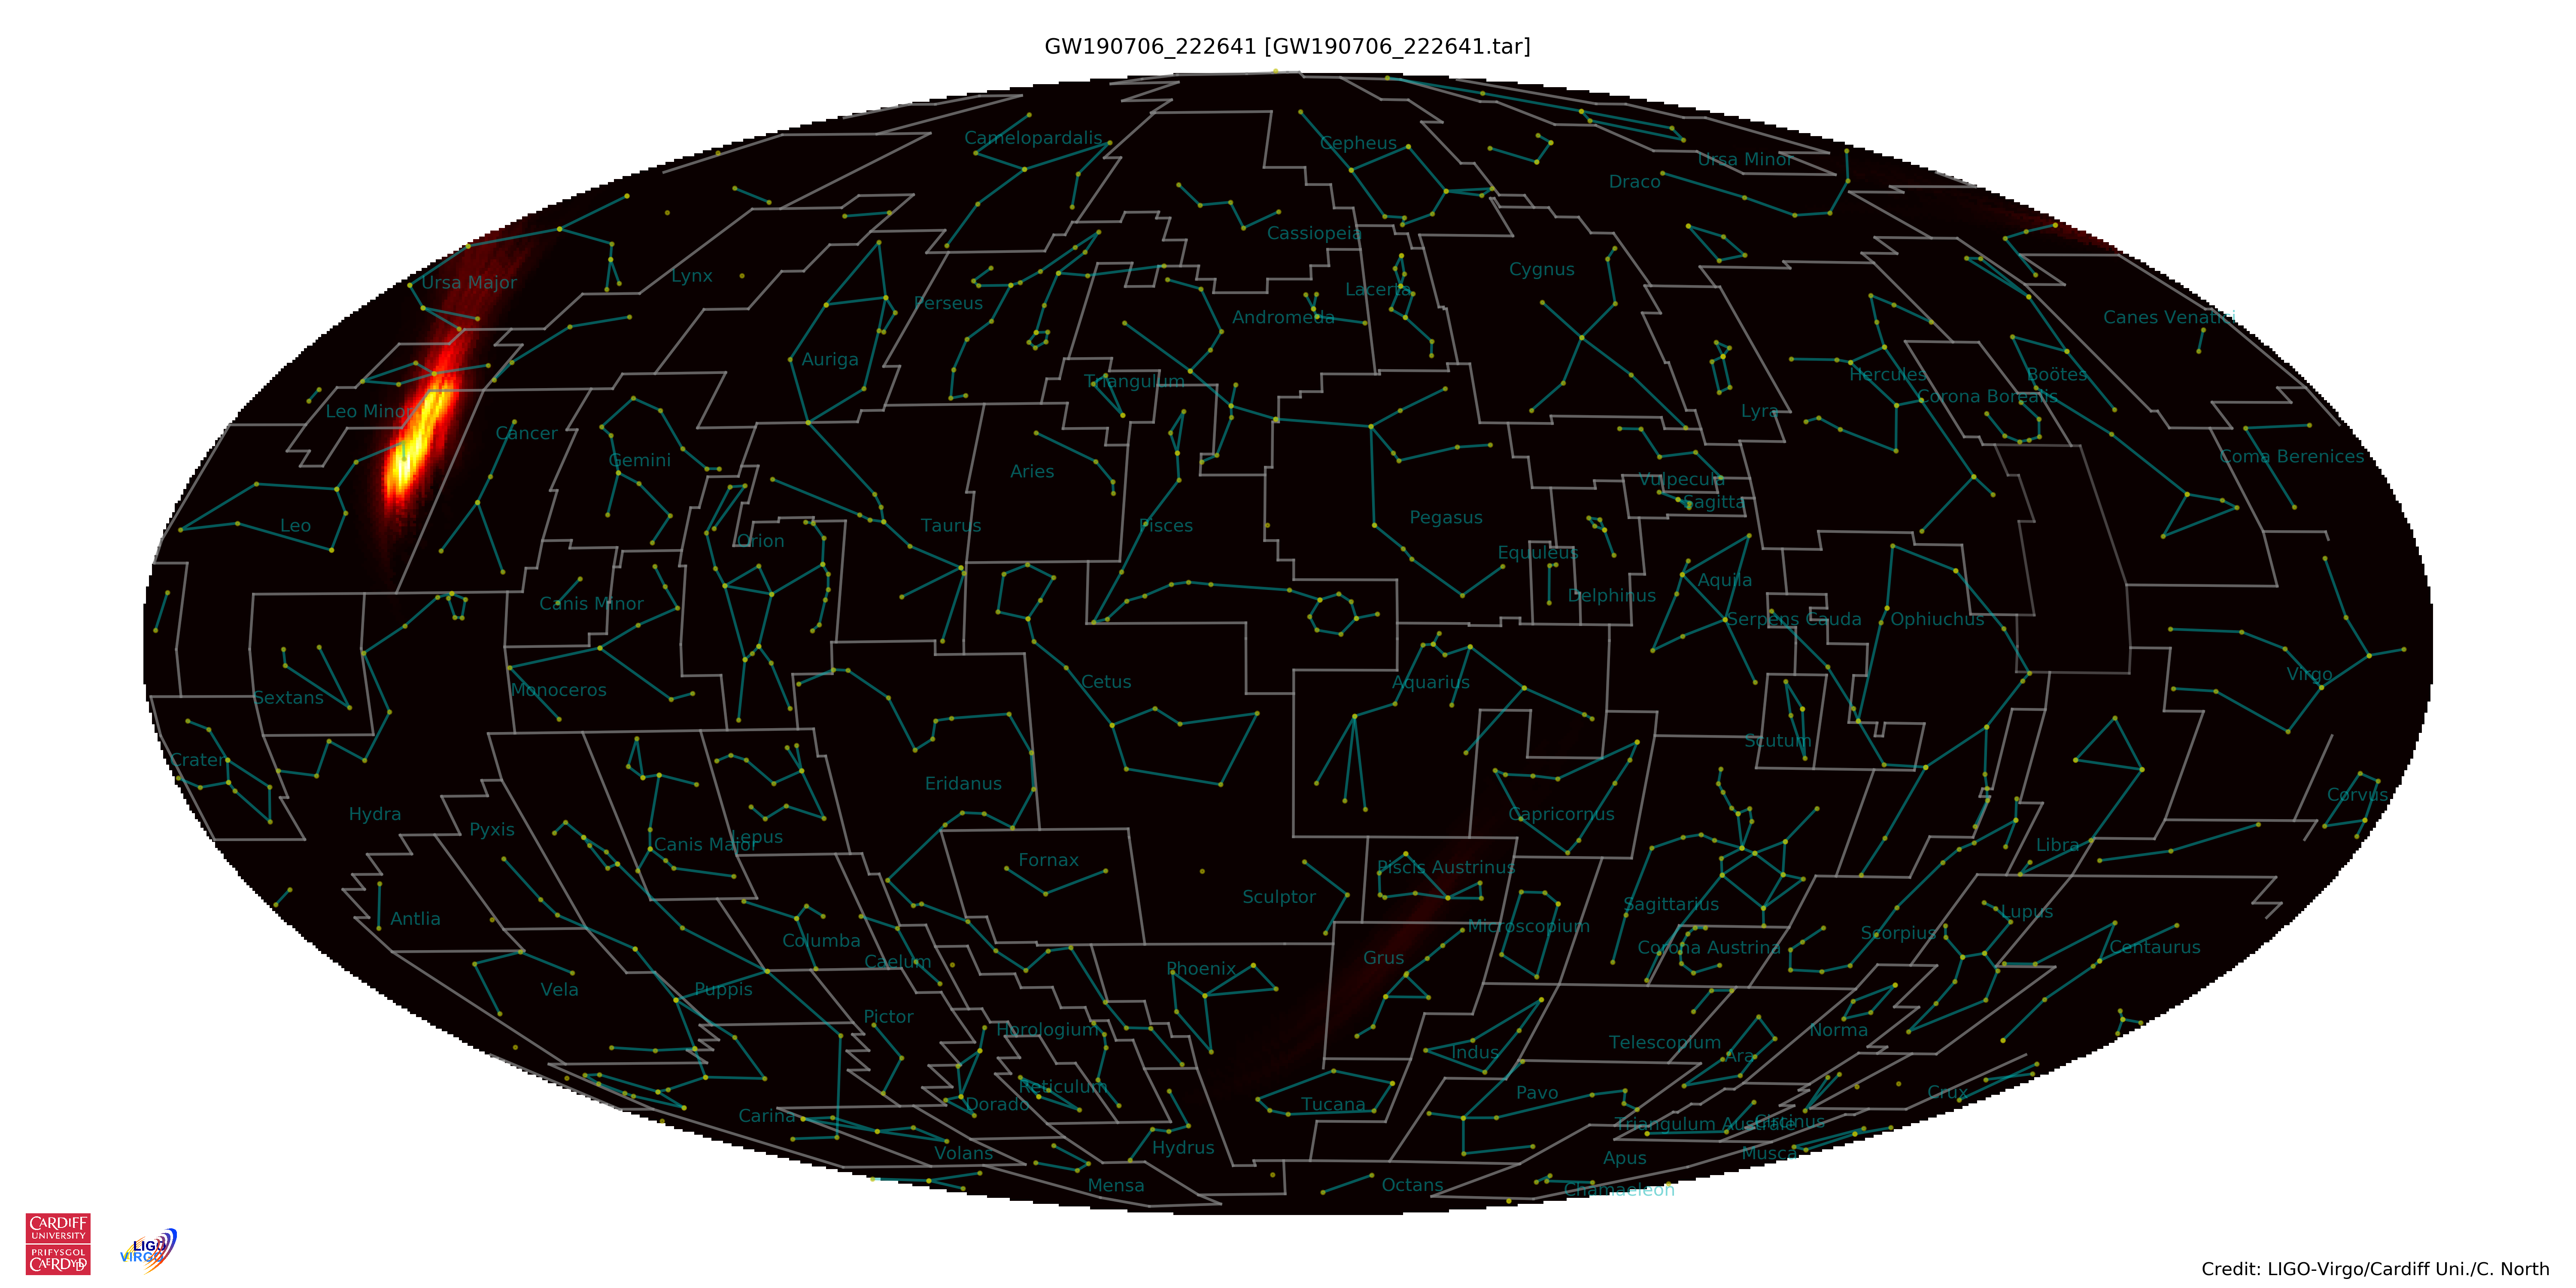 GW190706_222641 [GW190706_222641.tar]
Camelopardalis
Cepheus
Ursa Minor
Draco
Cassiopeia
Ursa Major
Lynx
Cygnus
Perseus
Lacerta
Andromeda
Canes Venatici
Auriga
Triangulum
Hercules
Boötes
Corona Borealis
Leo Minor
Lyra
Cancer
Gemini
Aries
Coma Berenices
Vulpecula
Sagitta
Leo
Taurus
Pisces
Pegasus
Orion
Equuleus
Aquila
Canis Minor
Delphinus
Serpens Cauda
Ophiuchus
Virgo
Sextans
Monoceros
Cetus
Aquarius
Scutum
Crater
Eridanus
Corvus
Hydra
Pyxis
Capricornus
Lepus
Canis Major
Libra
Fornax
Piscis Austrinus
Sculptor
Sagittarius
Lupus
Antlia
Microscopium
Columba
Scorpius
Corona Austrina
Centaurus
Caelum
Grus
Phoenix
Vela
Puppis
Pictor
Horologium
Norma
Telescopium
Indus
Ara
Reticulum
Pavo
Crux
Dorado
Tucana
Carina
Triangulum Australe
Circinus
Hydrus
Volans
Apus
Musca
Mensa
Octans
Chamaeleon
CARDIFF
UNIVERSITY
PRIFYSGOL
CAERDYDD
LIGO
VIRGO
Credit: LIGO-Virgo/Cardiff Uni./C. North